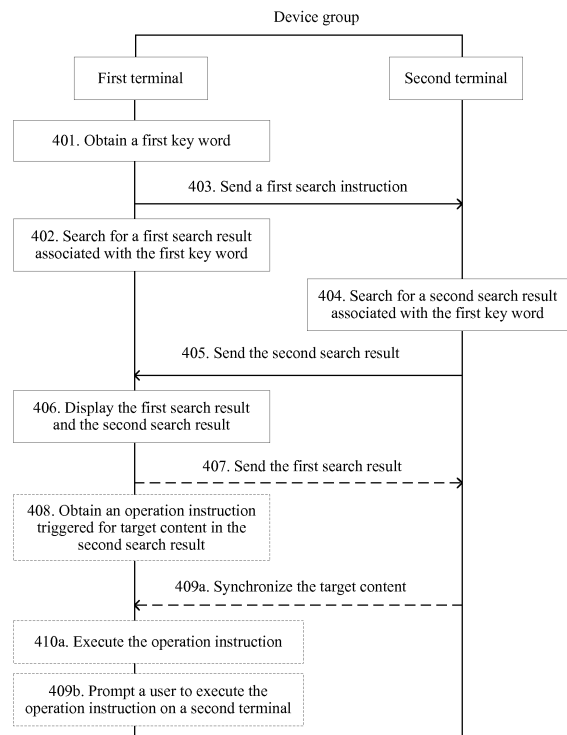 Device group
First terminal
Second terminal
401. Obtain a first key word
403. Send a first search instruction
402. Search for a first search result
associated with the first key word
404. Search for a second search result
associated with the first key word
405. Send the second search result
406. Display the first search result
and the second search result
407. Send the first search result
408. Obtain an operation instruction
triggered for target content in the
second search result
409a. Synchronize the target content
410a. Execute the operation instruction
409b. Prompt a user to execute the
operation instruction on a second terminal